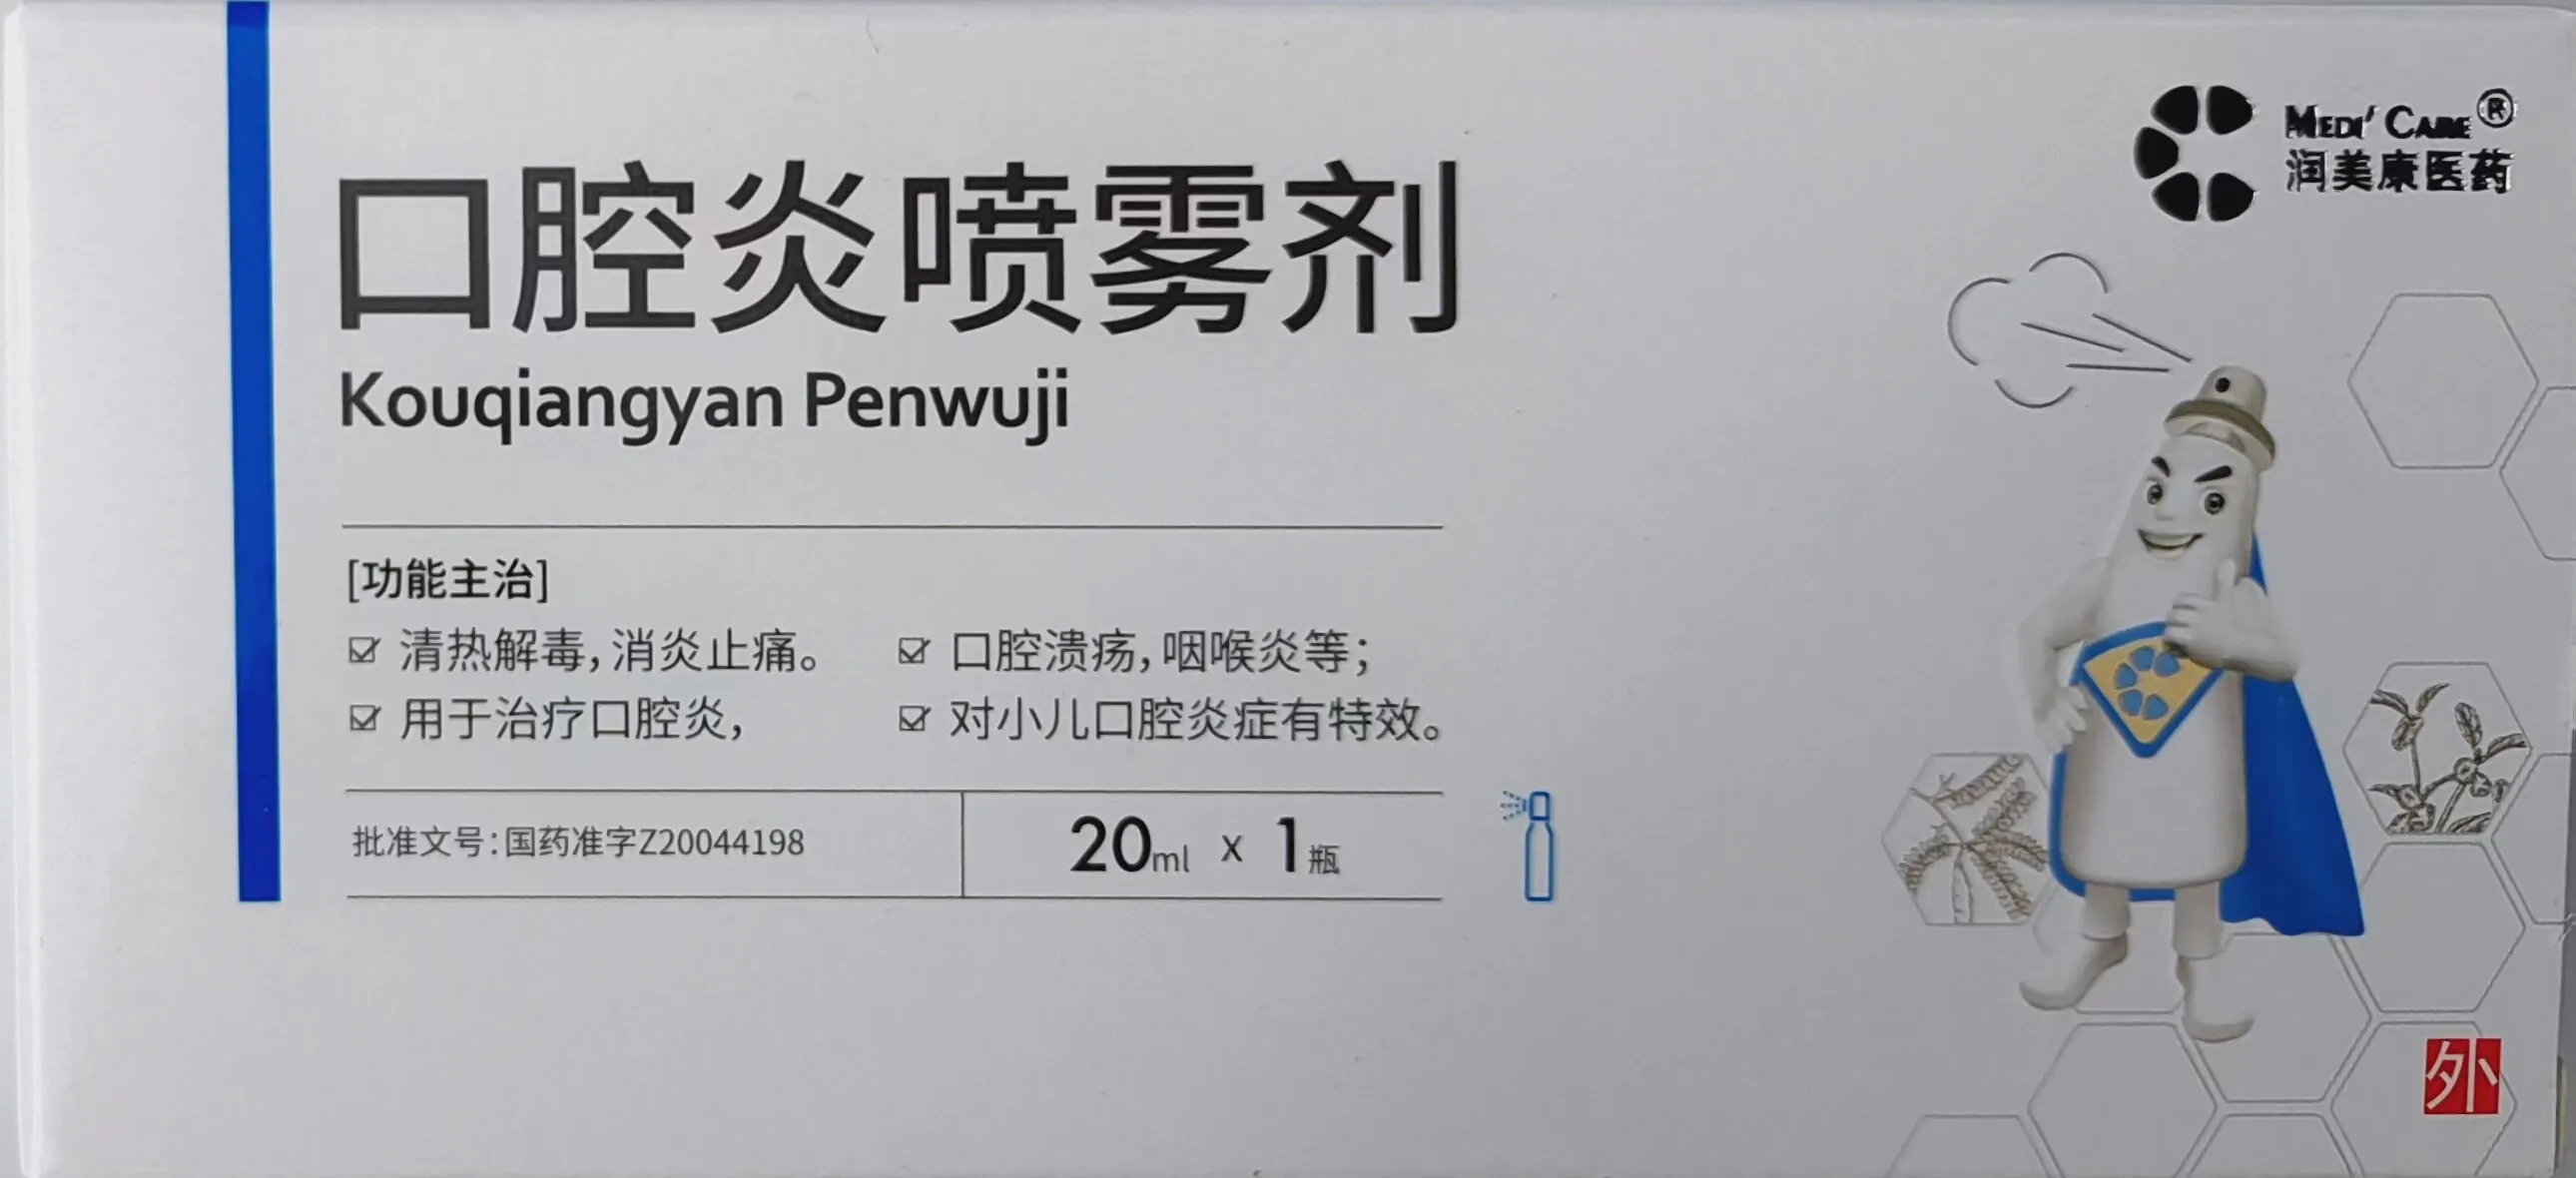 MEDI' CARE®
润美康医药
口腔炎喷雾剂
Kouqiangyan Penwuji
[功能主治]
清热解毒,消炎止痛。 口腔溃疡,咽喉炎等;
用于治疗口腔炎, 对小儿口腔炎症有特效。
批准文号:国药准字Z20044198 20ml x 1瓶
外